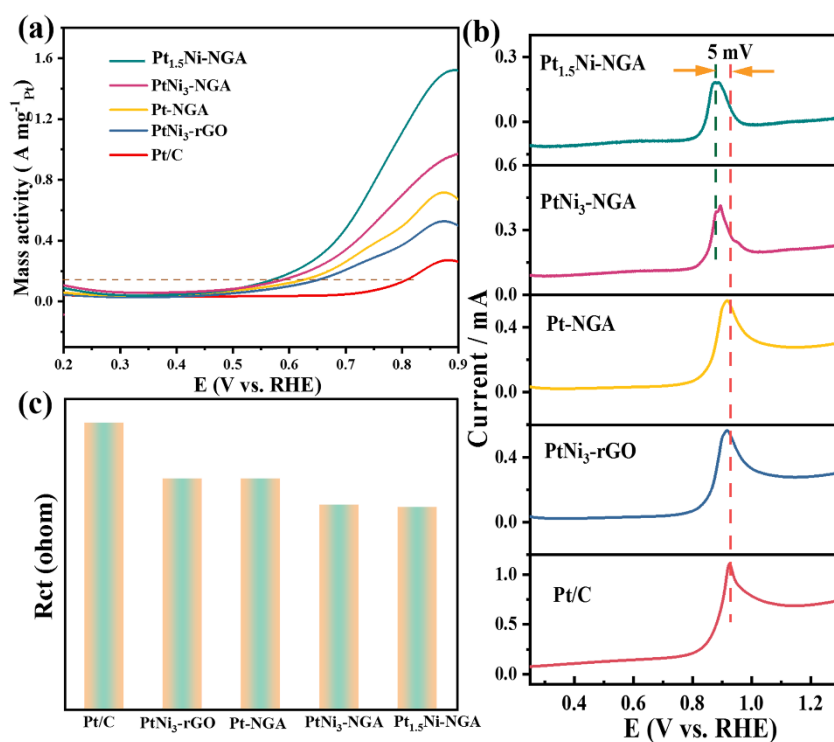 (a)
Pt1.5Ni-NGA
PtNi3-NGA
Pt-NGA
PtNi3-rGO
Pt/C
Mass activity ( A mg-1Pt)
1.6
1.2
0.8
0.4
0.0
0.2 0.3 0.4 0.5 0.6 0.7 0.8 0.9
E (V vs. RHE)
(b)
Pt1.5Ni-NGA
5 mV
0.3
0.0
0.6
PtNi3-NGA
0.3
0.0
Pt-NGA
0.4
0.0
PtNi3-rGO
0.4
0.0
Pt/C
1.0
0.5
0.0
Current / mA
0.4 0.6 0.8 1.0 1.2
E (V vs. RHE)
(c)
Rct (ohom)
Pt/C PtNi3-rGO Pt-NGA PtNi3-NGA Pt1.5Ni-NGA